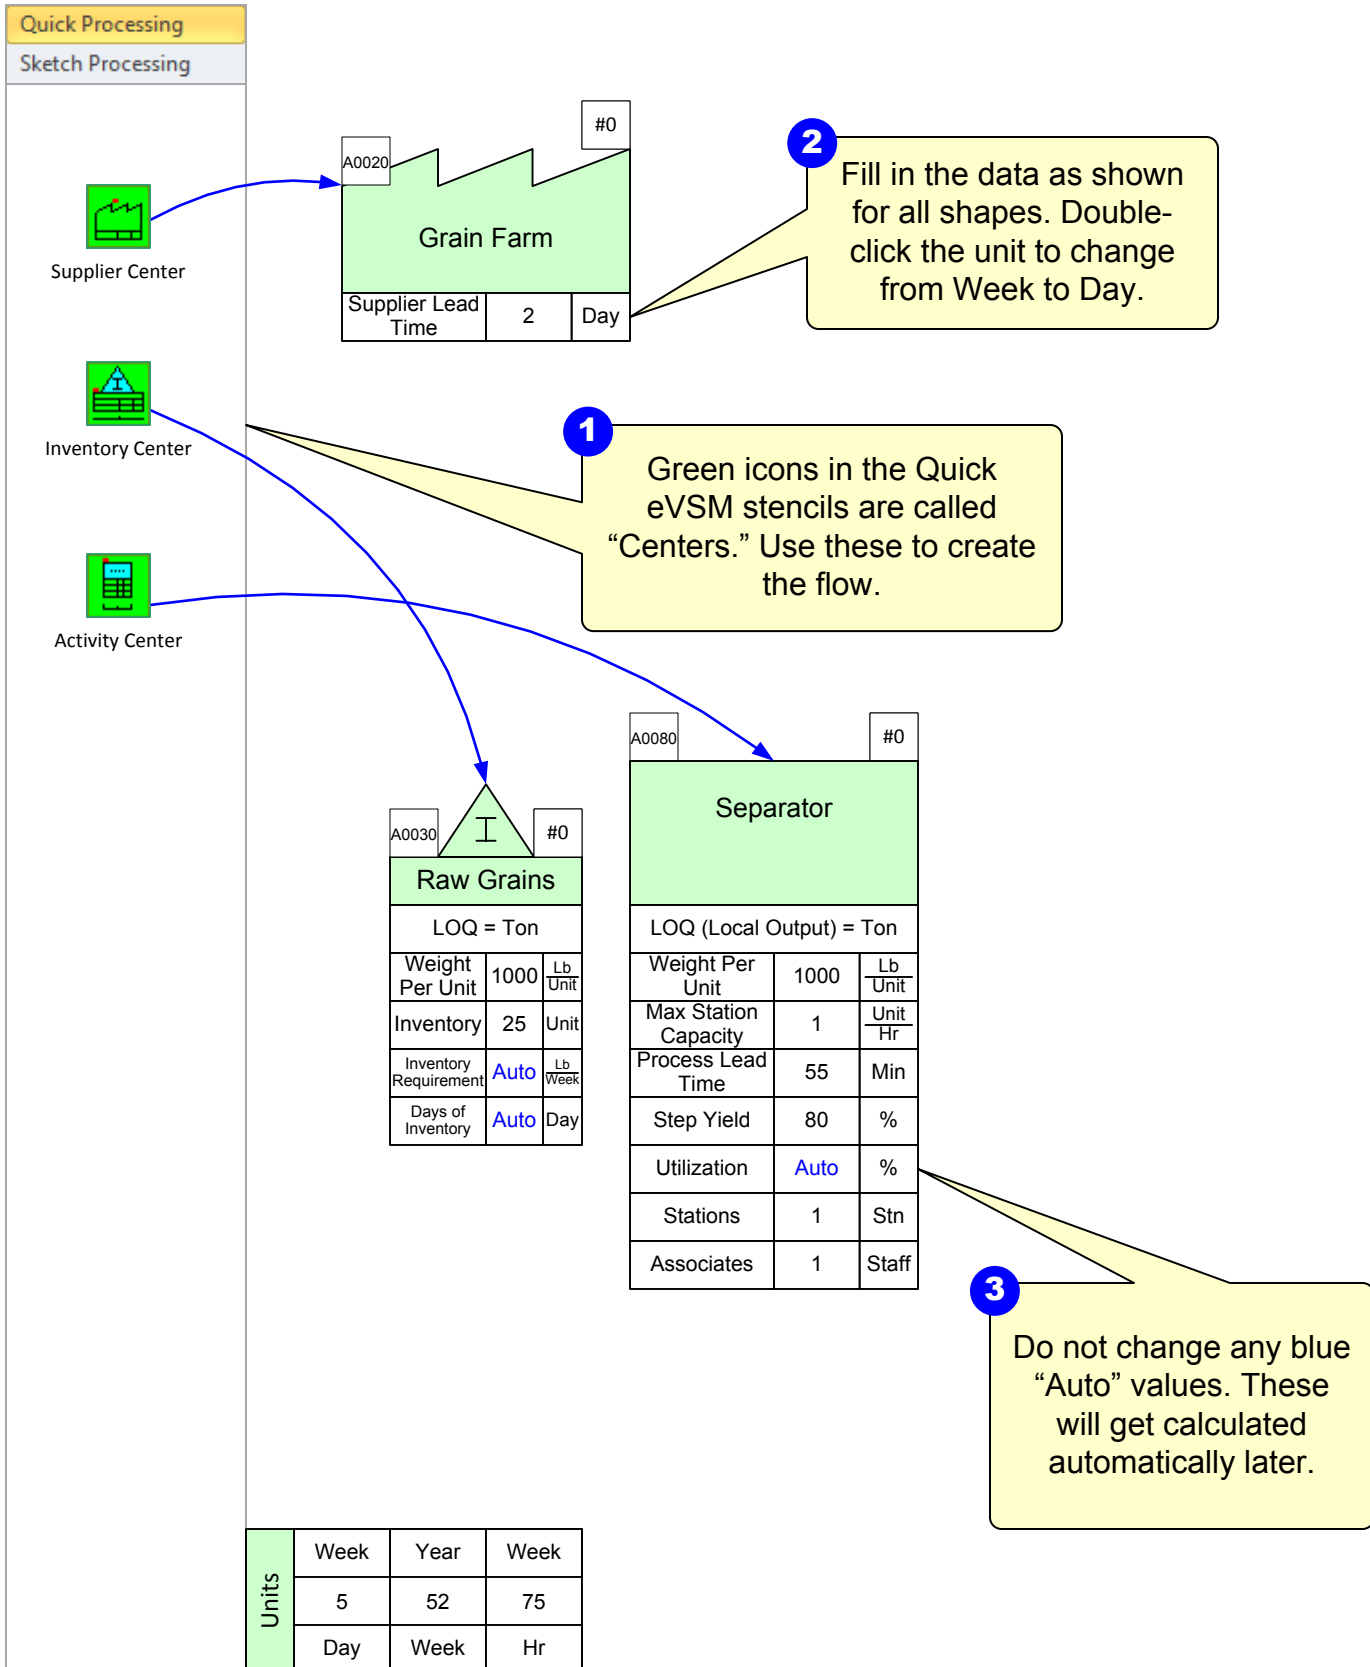 Quick Processing
Sketch Processing
Supplier Center
Inventory Center
Activity Center
A0020
#0
Grain Farm
Supplier Lead
Time
2
Day
2
Fill in the data as shown
for all shapes. Double-
click the unit to change
from Week to Day.
1
Green icons in the Quick
eVSM stencils are called
“Centers.” Use these to create
the flow.
A0030
I
#0
Raw Grains
LOQ = Ton
Weight
Per Unit
1000
Lb
Unit
Inventory
25
Unit
Inventory
Requirement
Auto
Lb
Week
Days of
Inventory
Auto
Day
A0080
#0
Separator
LOQ (Local Output) = Ton
Weight Per
Unit
1000
Lb
Unit
Max Station
Capacity
1
Unit
Hr
Process Lead
Time
55
Min
Step Yield
80
%
Utilization
Auto
%
Stations
1
Stn
Associates
1
Staff
3
Do not change any blue
“Auto” values. These
will get calculated
automatically later.
Units
Week Year Week
5 52 75
Day Week Hr